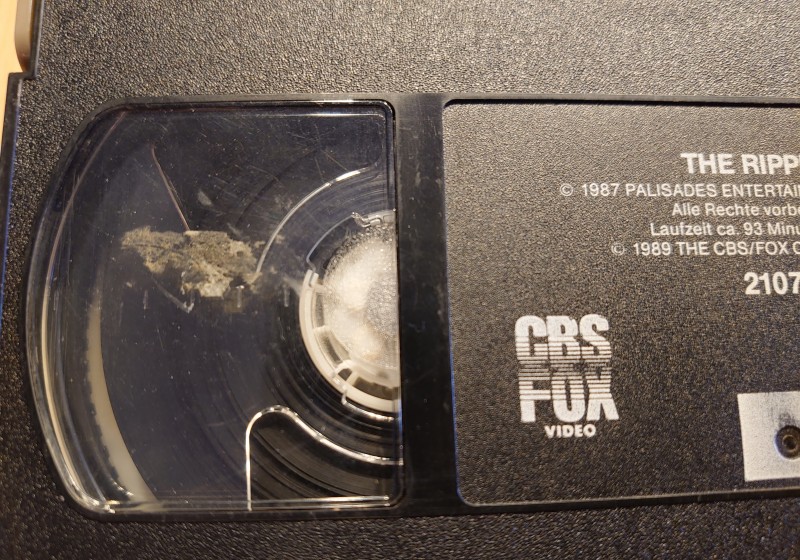 THE RIPP
© 1987 PALISADES ENTERTAIN
Alle Rechte vorbe
Laufzeit ca. 93 Minu
© 1989 THE CBS/FOX C
2107
CBS
FOX
VIDEO